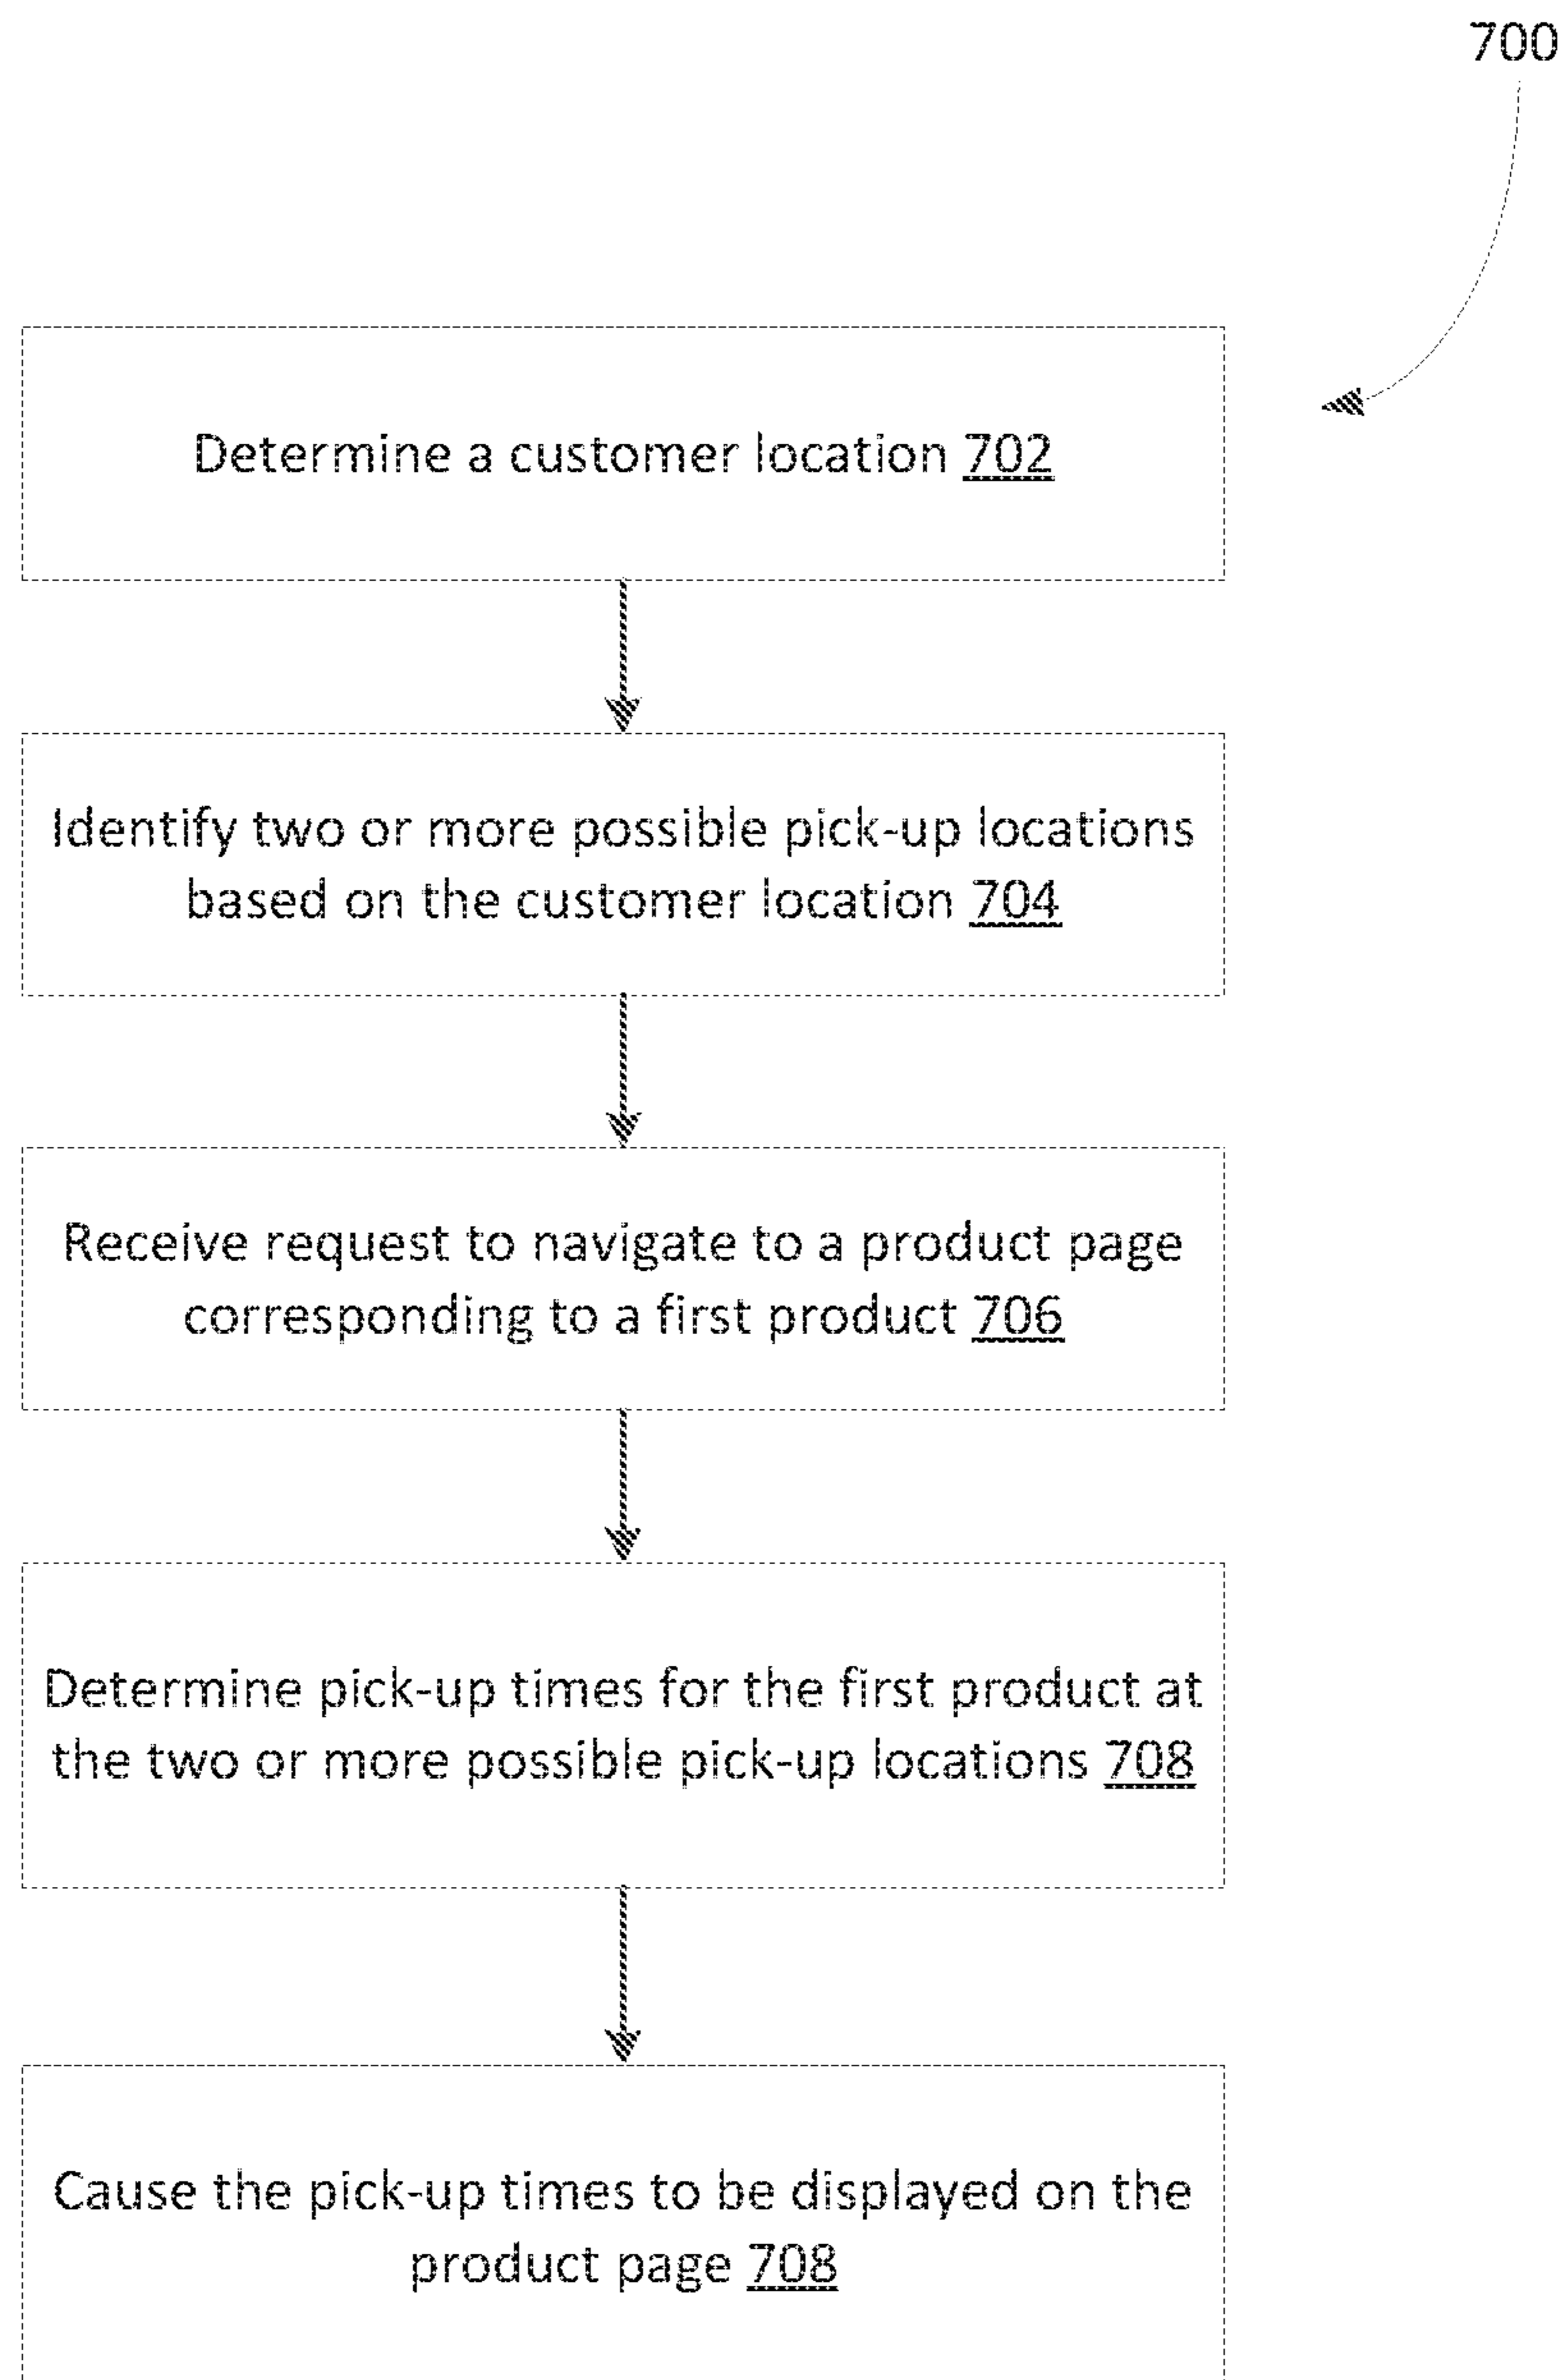 700
Determine a customer location 702
Identify two or more possible pick-up locations
based on the customer location 704
Receive request to navigate to a product page
corresponding to a first product 706
Determine pick-up times for the first product at
the two or more possible pick-up locations 708
Cause the pick-up times to be displayed on the
product page 708